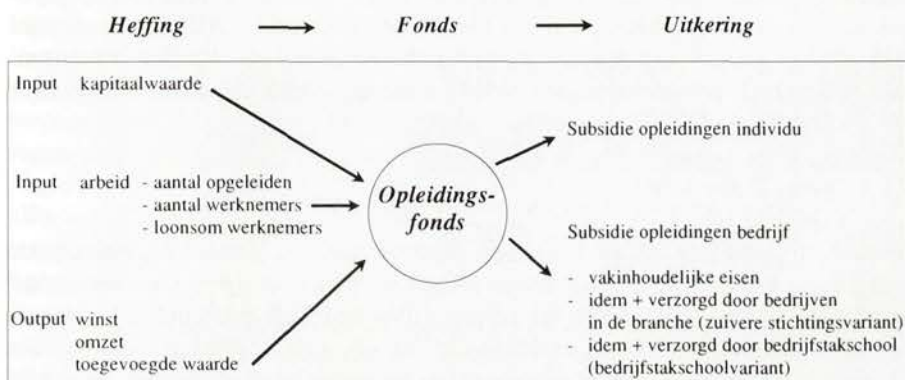 Heffing Fonds Uitkering
Input kapitaalwaarde
Subsidie opleidingen individu
Input arbeid - aantal opgeleiden
- aantal werknemers
- loonsom werknemers
Opleidings-
fonds
Subsidie opleidingen bedrijf
- vakinhoudelijke eisen
- idem + verzorgd door bedrijven
in de branche (zuivere stichtingsvariant)
- idem + verzorgd door bedrijfstakschool
(bedrijfstakschoolvariant)
Output winst
omzet
toegevoegde waarde